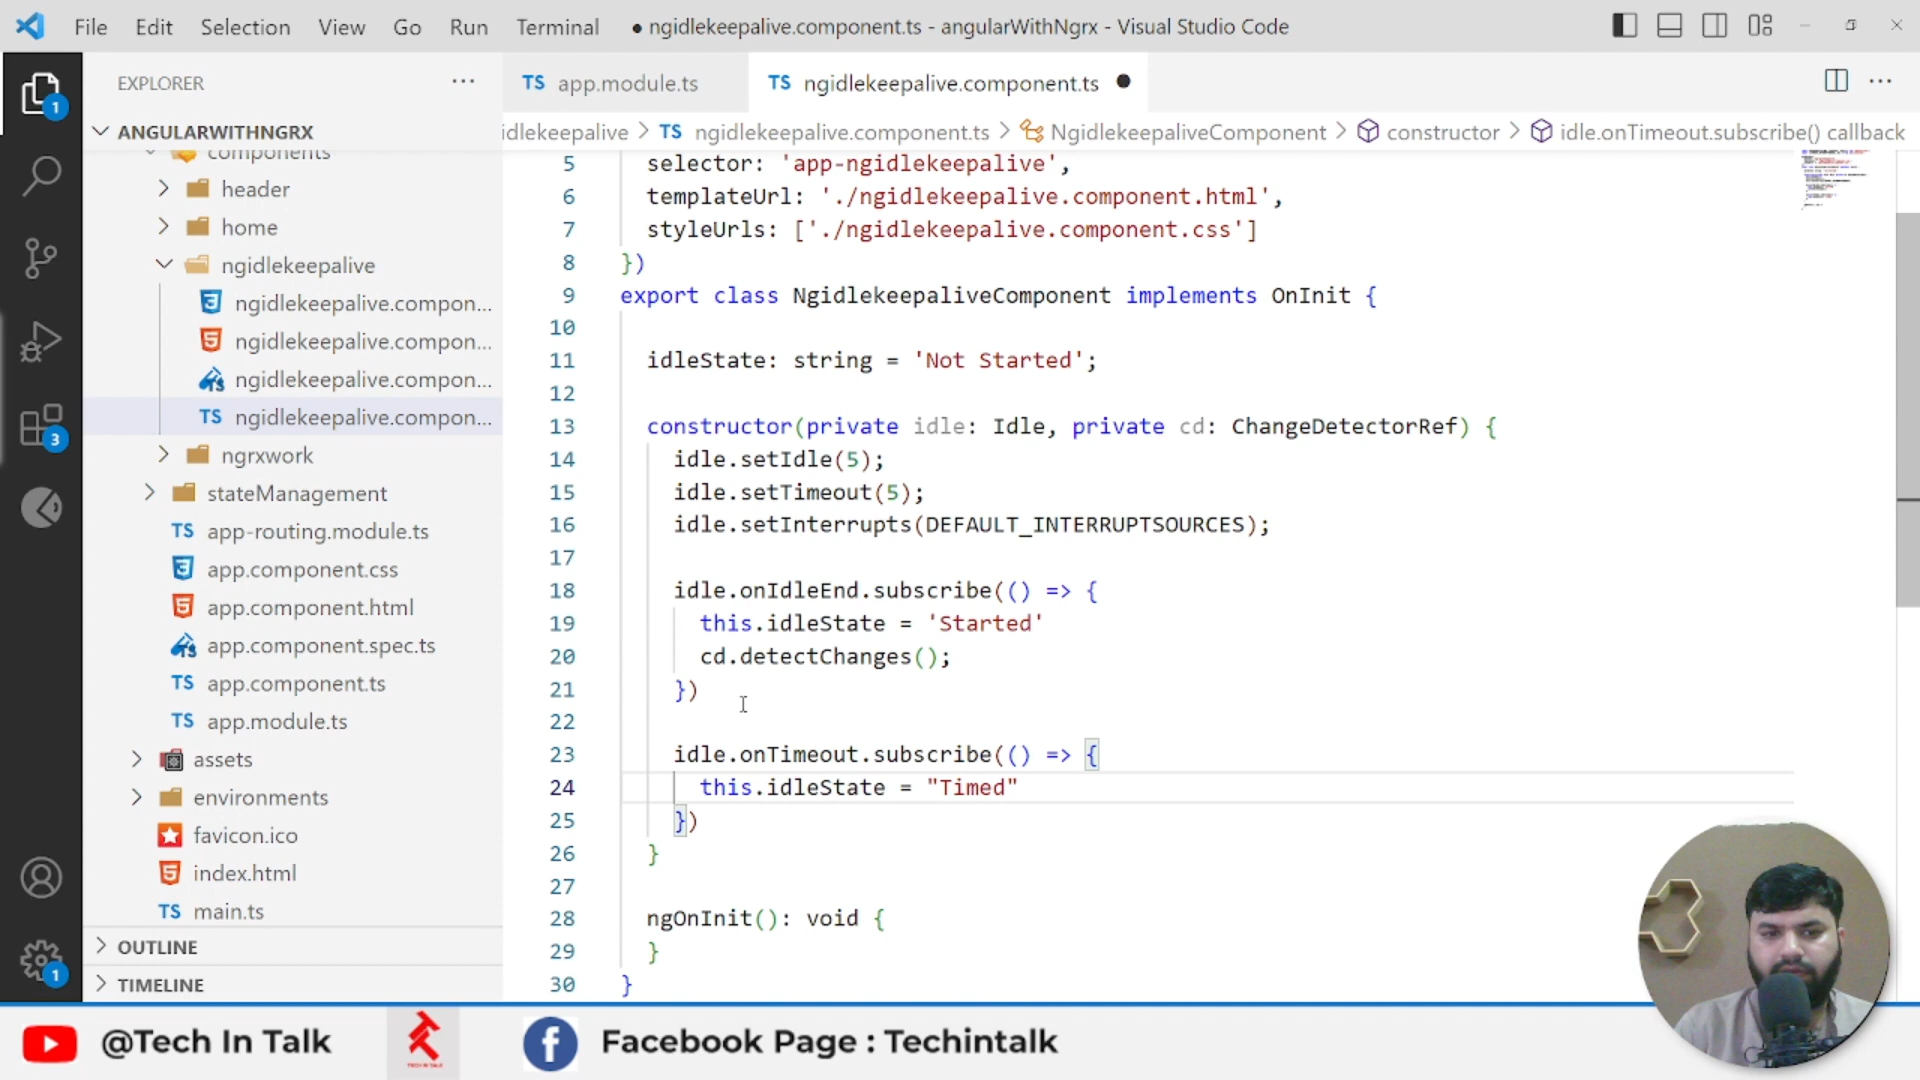 File Edit Selection View Go Run Terminal ● ngidlekeepalive.component.ts - angularWithNgrx - Visual Studio Code
EXPLORER ···
TS app.module.ts
TS ngidlekeepalive.component.ts ●
idlekeepalive > TS ngidlekeepalive.component.ts > NgidlekeepaliveComponent > constructor > idle.onTimeout.subscribe() callback
1
3
1
ANGULARWITHNGRX
components
header
home
ngidlekeepalive
ngidlekeepalive.compon...
ngidlekeepalive.compon...
ngidlekeepalive.compon...
TS ngidlekeepalive.compon...
ngrxwork
stateManagement
TS app-routing.module.ts
app.component.css
app.component.html
app.component.spec.ts
TS app.component.ts
TS app.module.ts
assets
environments
favicon.ico
index.html
TS main.ts
OUTLINE
TIMELINE
5 selector: 'app-ngidlekeepalive',
6 templateUrl: './ngidlekeepalive.component.html',
7 styleUrls: ['./ngidlekeepalive.component.css']
8 })
9 export class NgidlekeepaliveComponent implements OnInit {
10
11 idleState: string = 'Not Started';
12
13 constructor(private idle: Idle, private cd: ChangeDetectorRef) {
14 idle.setIdle(5);
15 idle.setTimeout(5);
16 idle.setInterrupts(DEFAULT_INTERRUPTSOURCES);
17
18 idle.onIdleEnd.subscribe(() => {
19 this.idleState = 'Started'
20 cd.detectChanges();
21 })
22
23 idle.onTimeout.subscribe(() => {
24 this.idleState = "Timed"
25 })
26 }
27
28 ngOnInit(): void {
29 }
30 }
@Tech In Talk
TECH IN TALK
Facebook Page : Techintalk